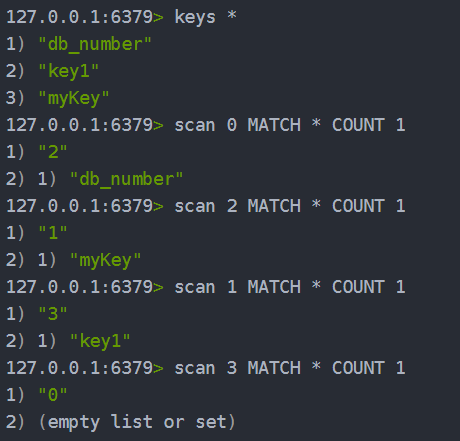 127.0.0.1:6379> keys *
1) "db_number"
2) "key1"
3) "myKey"
127.0.0.1:6379> scan 0 MATCH * COUNT 1
1) "2"
2) 1) "db_number"
127.0.0.1:6379> scan 2 MATCH * COUNT 1
1) "1"
2) 1) "myKey"
127.0.0.1:6379> scan 1 MATCH * COUNT 1
1) "3"
2) 1) "key1"
127.0.0.1:6379> scan 3 MATCH * COUNT 1
1) "0"
2) (empty list or set)